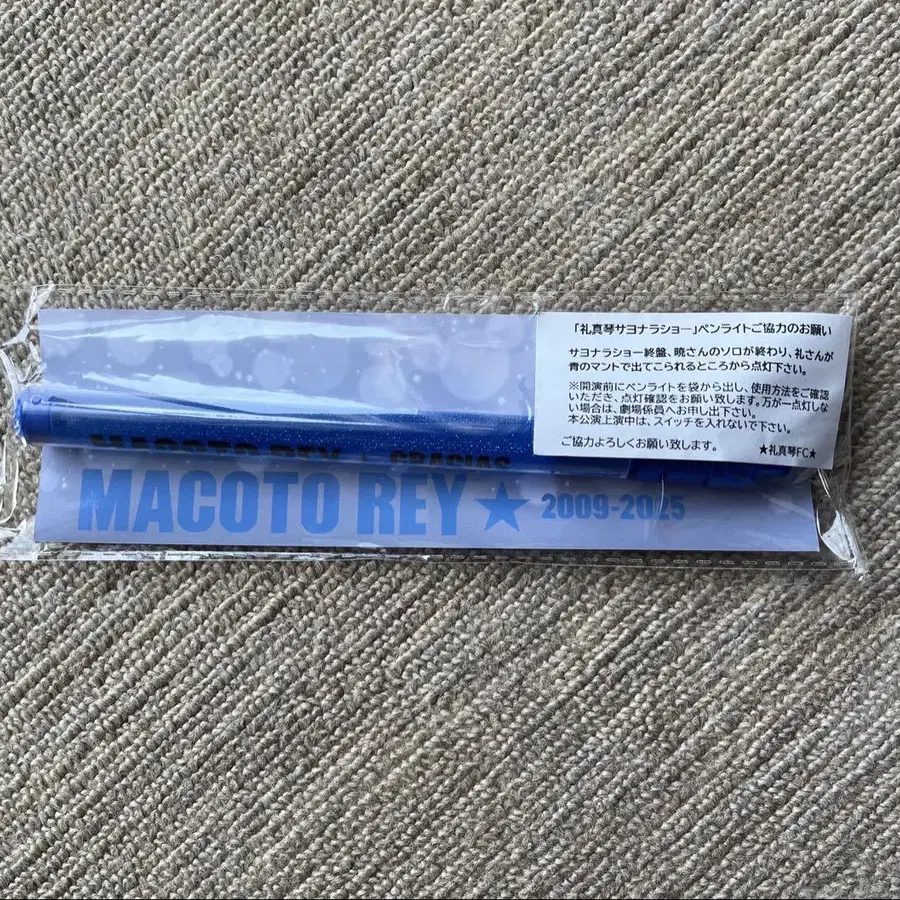 「礼真琴サヨナラショー」ペンライトご協力のお願い
サヨナラショー終盤、暁さんのソロが終わり、礼さんが
青のマントで出てこられるところから点灯下さい。
※開演前にペンライトを袋から出し、使用方法をご確認
いただき、点灯確認をお願い致します。万が一点灯しな
い場合は、劇場係員へお申し出下さい。
本公演上演中は、スイッチを入れないで下さい。
ご協力よろしくお願い致します。
★礼真琴FC★
MACOTO REY GRACIAS
MACOTO REY★2009-2025